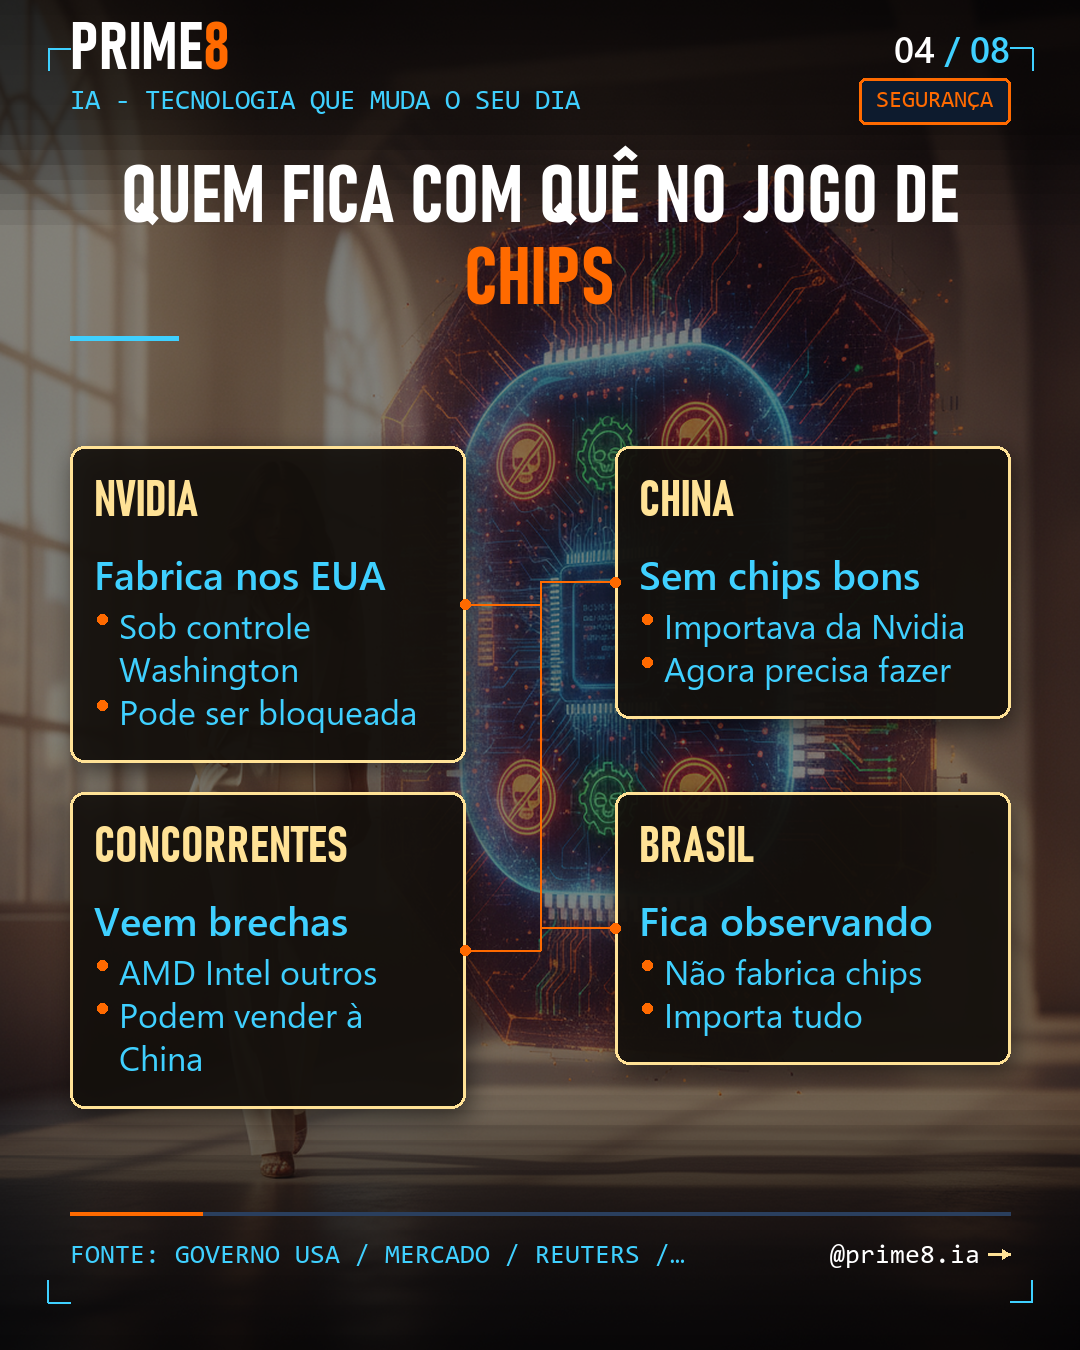 PRIME8
04 / 08
IA - TECNOLOGIA QUE MUDA O SEU DIA
SEGURANÇA
QUEM FICA COM QUÊ NO JOGO DE
CHIPS
NVIDIA
Fabrica nos EUA
Sob controle
Washington
Pode ser bloqueada
CHINA
Sem chips bons
Importava da Nvidia
Agora precisa fazer
CONCORRENTES
Veem brechas
AMD Intel outros
Podem vender à
China
BRASIL
Fica observando
Não fabrica chips
Importa tudo
FONTE: GOVERNO USA / MERCADO / REUTERS /…
@prime8.ia